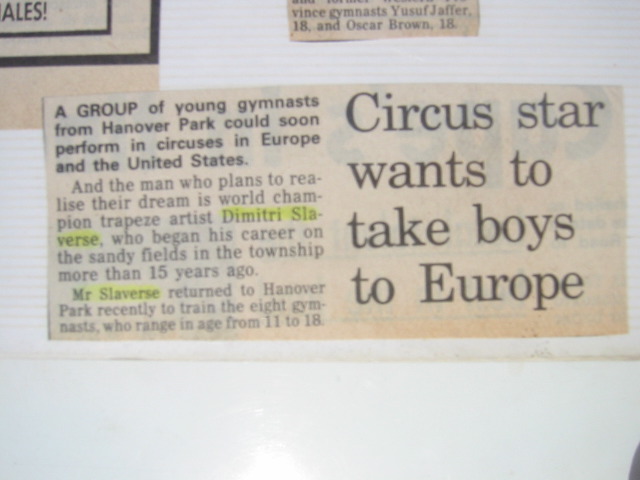 ALES!
vince gymnasts Yusuf Jaffer,
18, and Oscar Brown, 18.
A GROUP of young gymnasts
from Hanover Park could soon
perform in circuses in Europe
and the United States.
And the man who plans to rea-
lise their dream is world cham-
pion trapeze artist Dimitri Sla-
verse, who began his career on
the sandy fields in the township
more than 15 years ago.
Mr Slaverse returned to Hanover
Park recently to train the eight gym-
nasts, who range in age from 11 to 18.
Circus star
wants to
take boys
to Europe